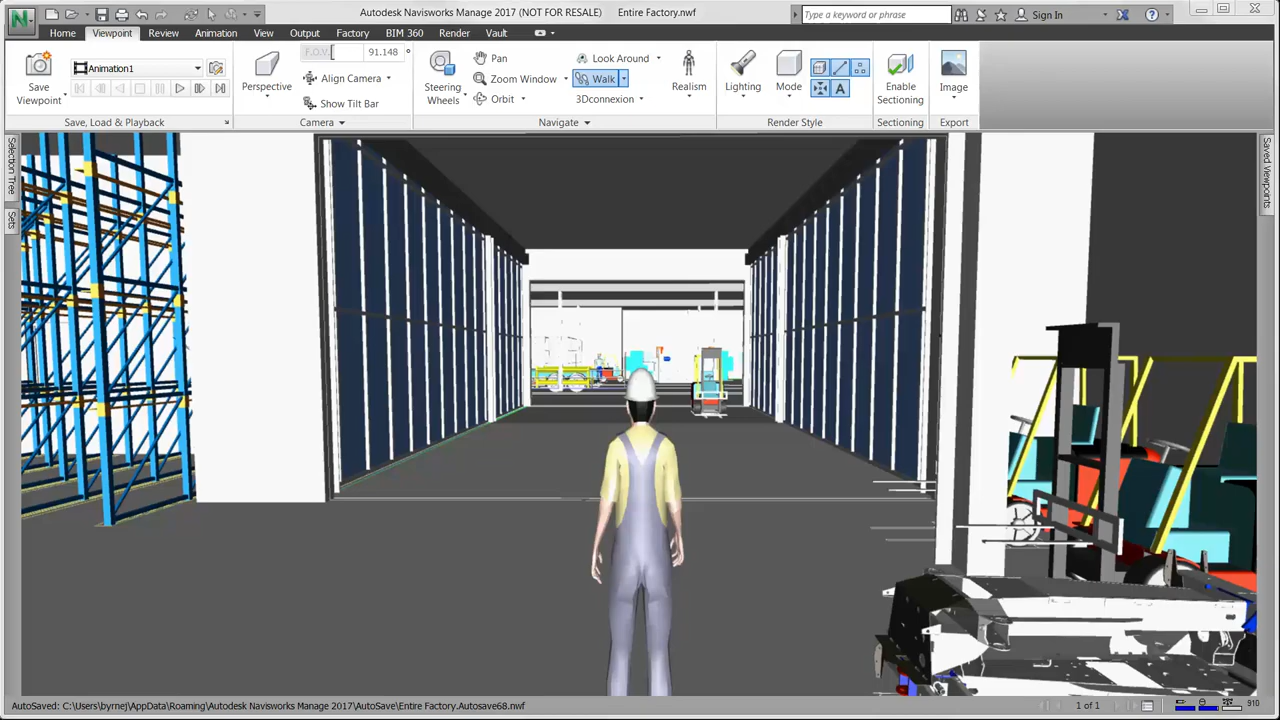 Autodesk Navisworks Manage 2017 (NOT FOR RESALE) Entire Factory.nwf
Type a keyword or phrase
Sign In
Home Viewpoint Review Animation View Output Factory BIM 360 Render Vault
Save Viewpoint
Animation1
Save, Load & Playback
Perspective
F.O.V. 91.148 °
Align Camera
Show Tilt Bar
Camera
Steering Wheels
Pan
Zoom Window
Orbit
Look Around
Walk
3Dconnexion
Realism
Navigate
Lighting
Mode
A
Render Style
Enable Sectioning
Sectioning
Image
Export
Selection Tree
Sets
Saved Viewpoints
AutoSaved: C:\Users\byrnej\AppData\Roaming\Autodesk Navisworks Manage 2017\AutoSave\Entire Factory.Autosave68.nwf
1 of 1
910